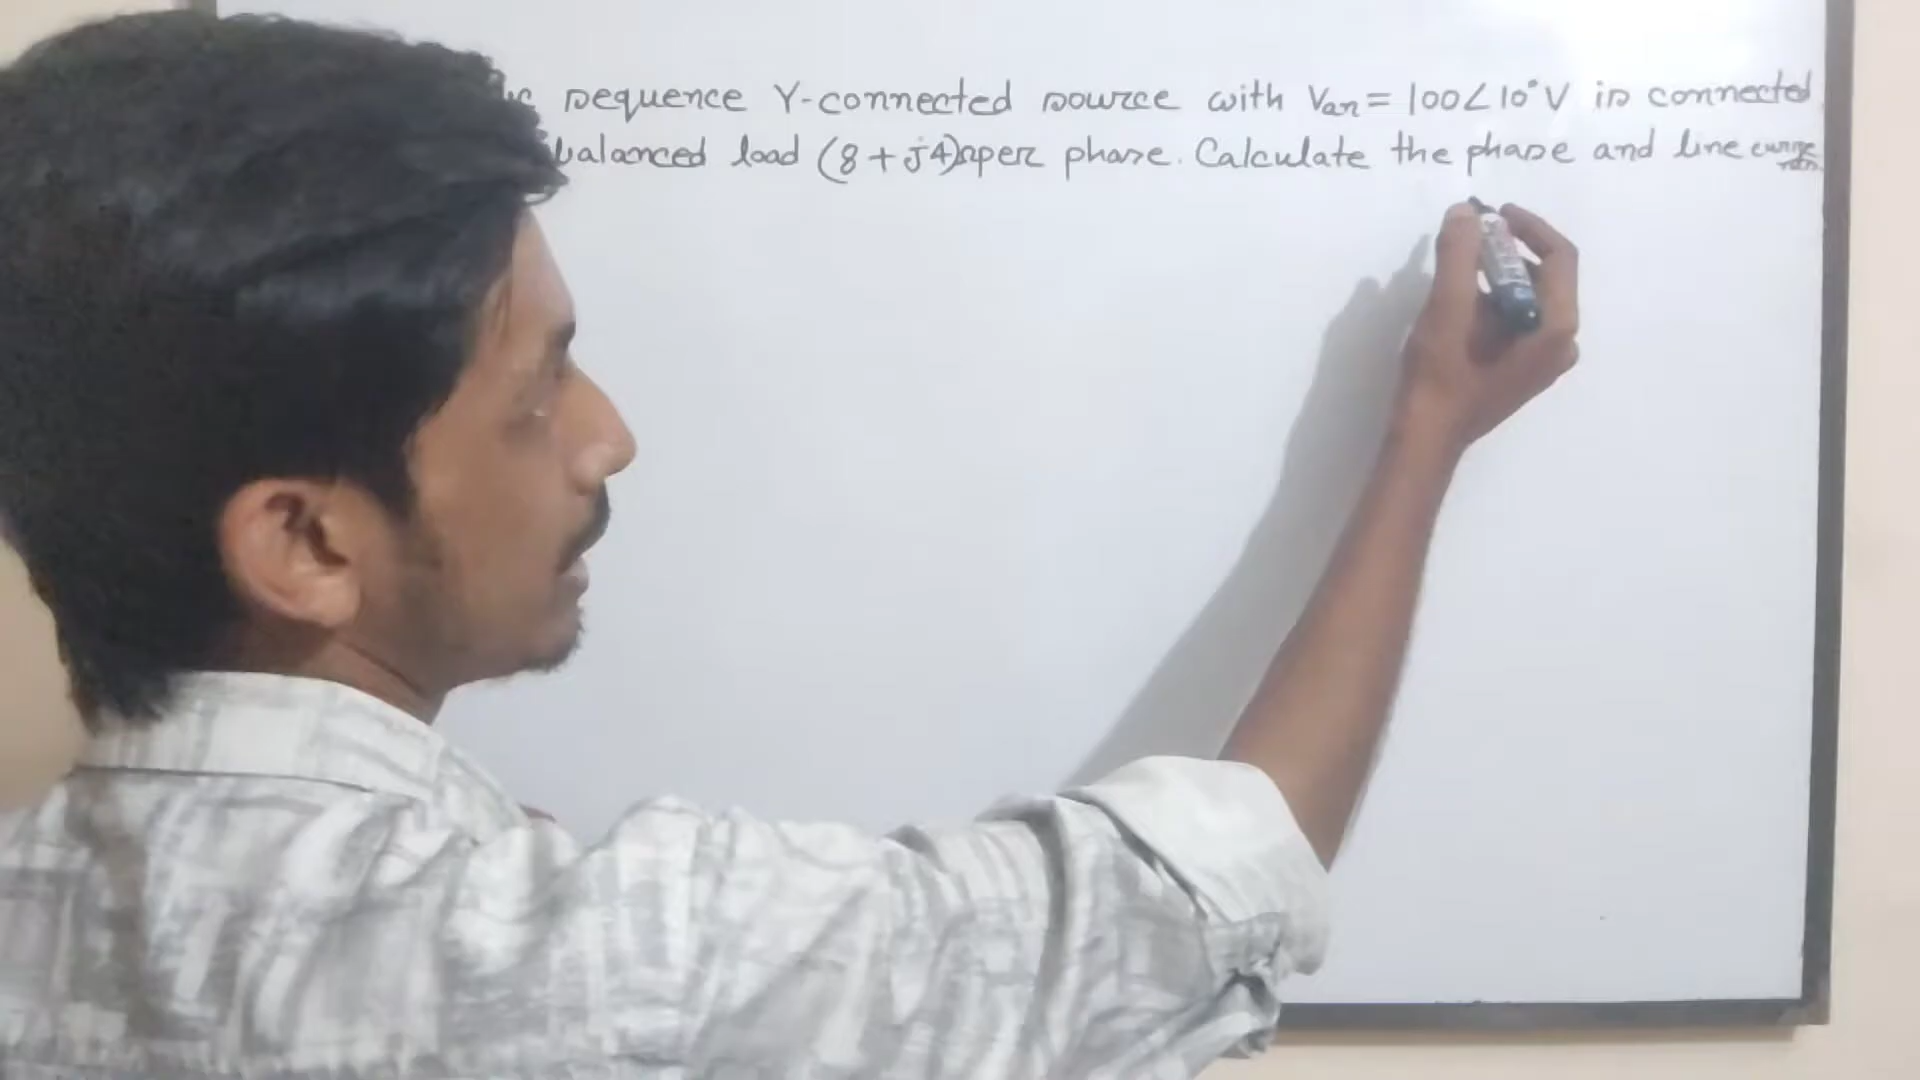 sequence Y-connected source with Van = 100∠10°V is connected
balanced load (8 + j4)Ω per phase. Calculate the phase and line